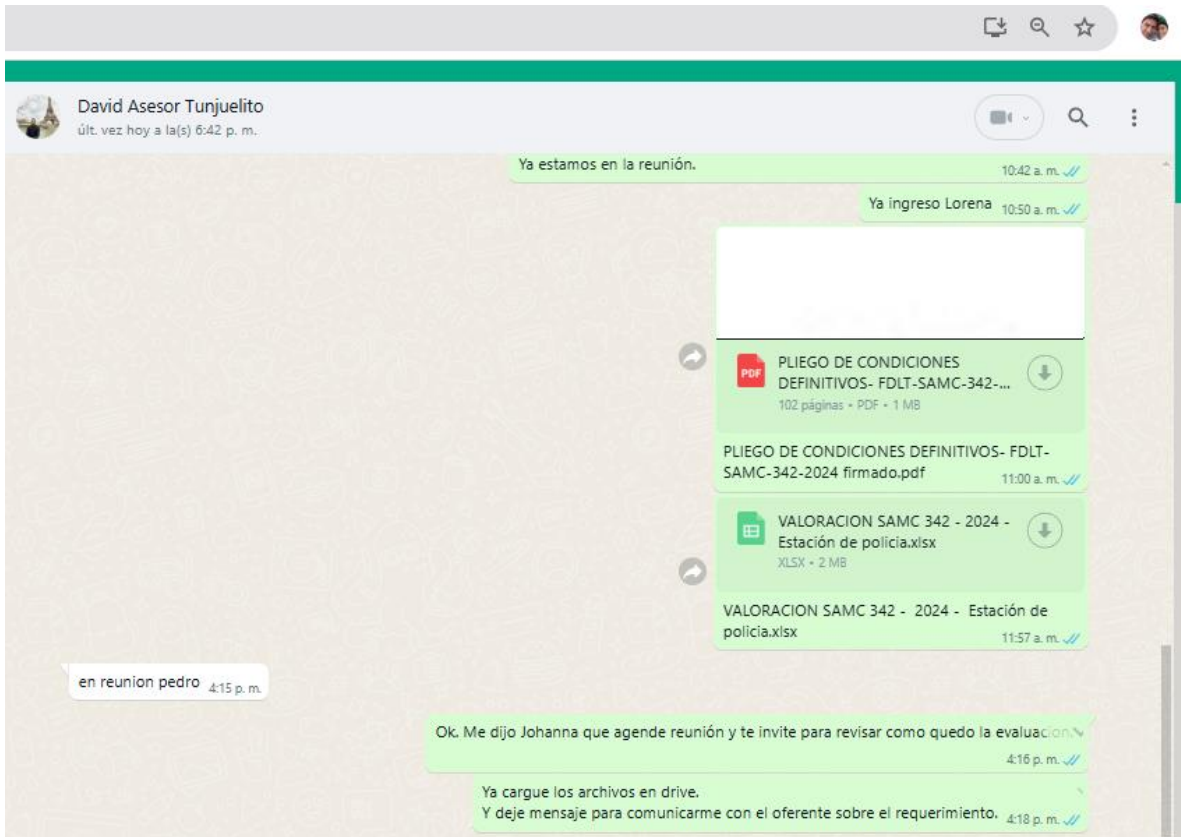 David Asesor Tunjuelito
últ. vez hoy a la(s) 6:42 p. m.
Ya estamos en la reunión.
10:42 a. m.
Ya ingreso Lorena 10:50 a. m.
PDF
PLIEGO DE CONDICIONES
DEFINITIVOS- FDLT-SAMC-342-...
102 páginas • PDF • 1 MB
PLIEGO DE CONDICIONES DEFINITIVOS- FDLT-
SAMC-342-2024 firmado.pdf
11:00 a. m.
VALORACION SAMC 342 - 2024 -
Estación de policia.xlsx
XLSX • 2 MB
VALORACION SAMC 342 - 2024 - Estación de
policia.xlsx
11:57 a. m.
en reunion pedro 4:15 p. m.
Ok. Me dijo Johanna que agende reunión y te invite para revisar como quedo la evaluacion.
4:16 p. m.
Ya cargue los archivos en drive.
Y deje mensaje para comunicarme con el oferente sobre el requerimiento. 4:18 p. m.